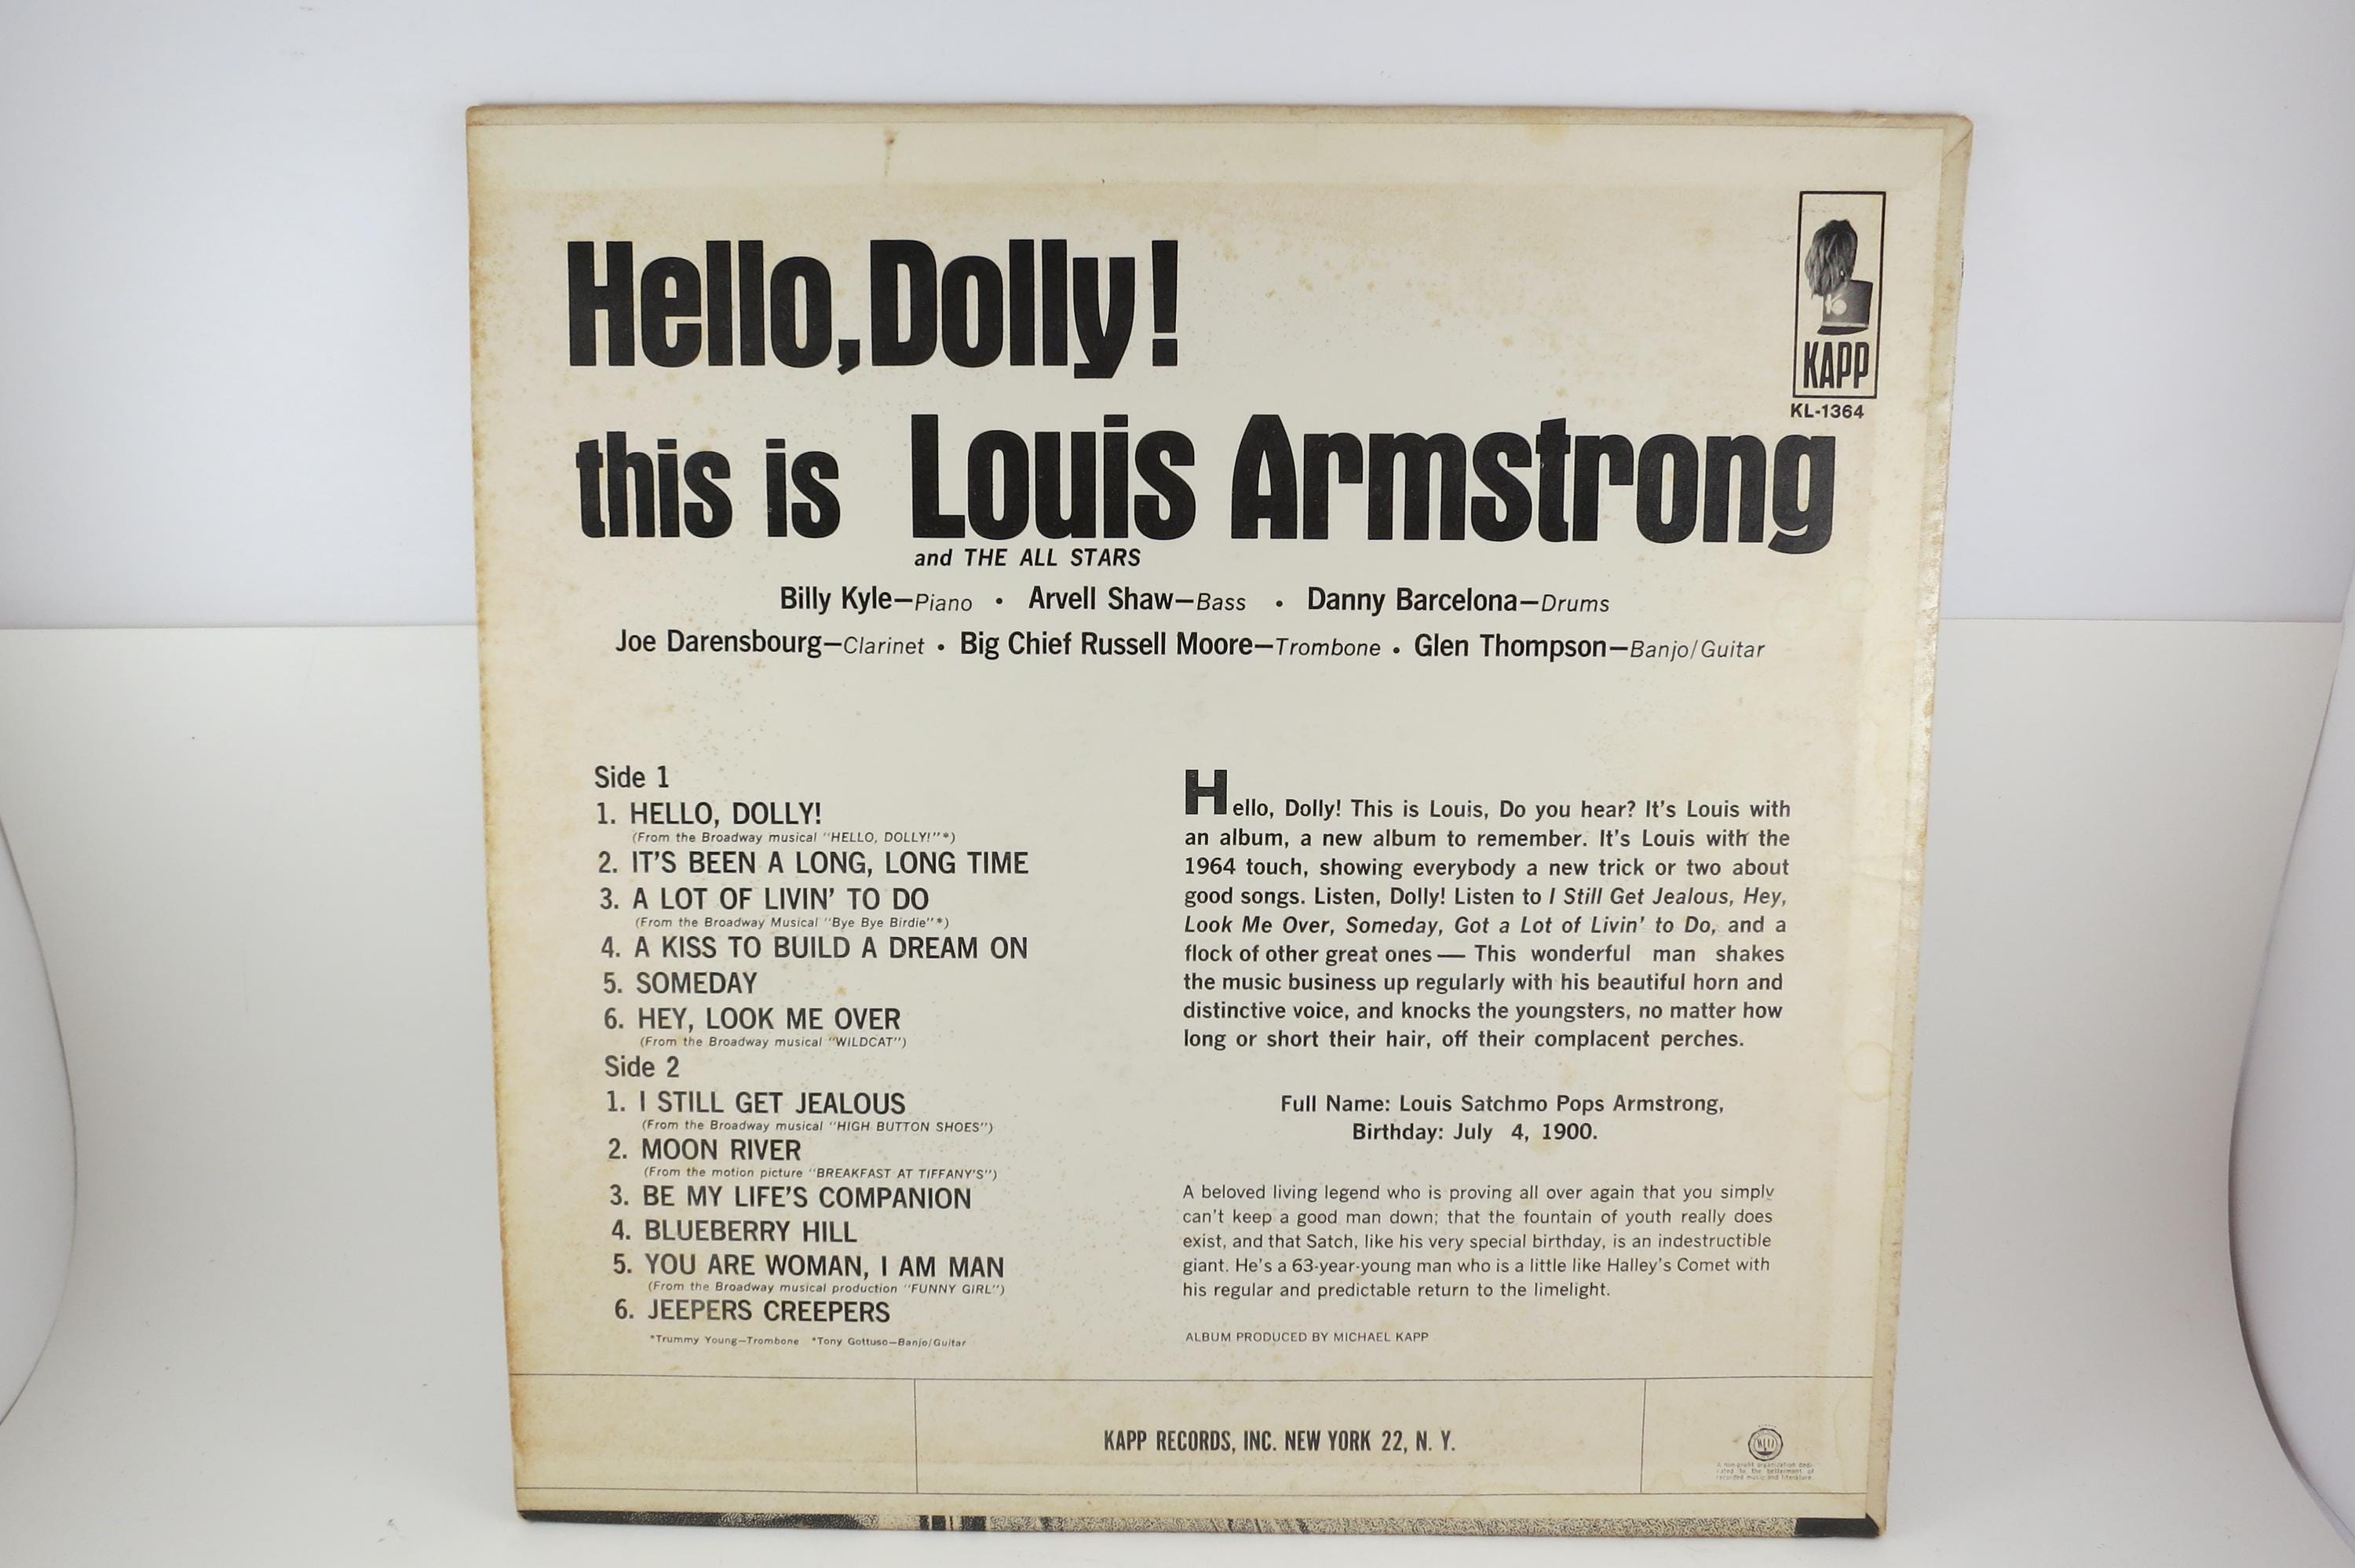 Hello, Dolly!
KAPP
KL-1364
this is Louis Armstrong
and THE ALL STARS
Billy Kyle—Piano • Arvell Shaw—Bass • Danny Barcelona—Drums
Joe Darensbourg—Clarinet • Big Chief Russell Moore—Trombone • Glen Thompson—Banjo/Guitar
Side 1
1. HELLO, DOLLY!
(From the Broadway musical "HELLO, DOLLY!"*)
2. IT'S BEEN A LONG, LONG TIME
3. A LOT OF LIVIN' TO DO
(From the Broadway Musical "Bye Bye Birdie"*)
4. A KISS TO BUILD A DREAM ON
5. SOMEDAY
6. HEY, LOOK ME OVER
(From the Broadway musical "WILDCAT")
Side 2
1. I STILL GET JEALOUS
(From the Broadway musical "HIGH BUTTON SHOES")
2. MOON RIVER
(From the motion picture "BREAKFAST AT TIFFANY'S")
3. BE MY LIFE'S COMPANION
4. BLUEBERRY HILL
5. YOU ARE WOMAN, I AM MAN
(From the Broadway musical production "FUNNY GIRL")
6. JEEPERS CREEPERS
*Trummy Young—Trombone *Tony Gottuso—Banjo/Guitar
Hello, Dolly! This is Louis, Do you hear? It's Louis with
an album, a new album to remember. It's Louis with the
1964 touch, showing everybody a new trick or two about
good songs. Listen, Dolly! Listen to I Still Get Jealous, Hey,
Look Me Over, Someday, Got a Lot of Livin' to Do, and a
flock of other great ones — This wonderful man shakes
the music business up regularly with his beautiful horn and
distinctive voice, and knocks the youngsters, no matter how
long or short their hair, off their complacent perches.
Full Name: Louis Satchmo Pops Armstrong,
Birthday: July 4, 1900.
A beloved living legend who is proving all over again that you simply
can't keep a good man down; that the fountain of youth really does
exist, and that Satch, like his very special birthday, is an indestructible
giant. He's a 63-year-young man who is a little like Halley's Comet with
his regular and predictable return to the limelight.
ALBUM PRODUCED BY MICHAEL KAPP
KAPP RECORDS, INC. NEW YORK 22, N. Y.
A non-profit organization dedi-
cated to the betterment of
recorded music and literature.